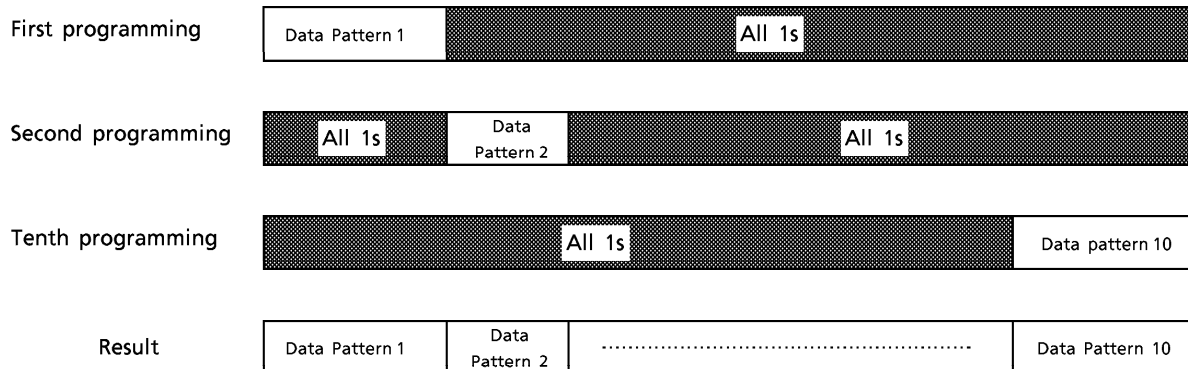 First programming
Data Pattern 1
All 1s
Second programming
All 1s
Data
Pattern 2
All 1s
Tenth programming
All 1s
Data pattern 10
Result
Data Pattern 1
Data
Pattern 2
Data Pattern 10